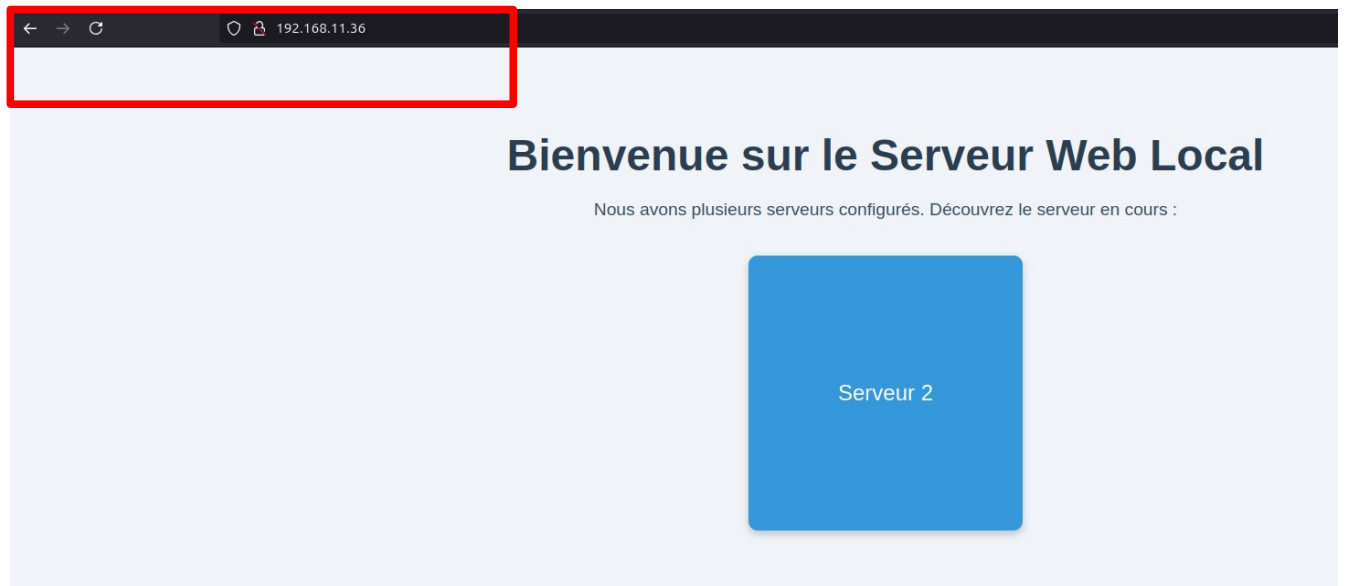 192.168.11.36
Bienvenue sur le Serveur Web Local
Nous avons plusieurs serveurs configurés. Découvrez le serveur en cours :
Serveur 2